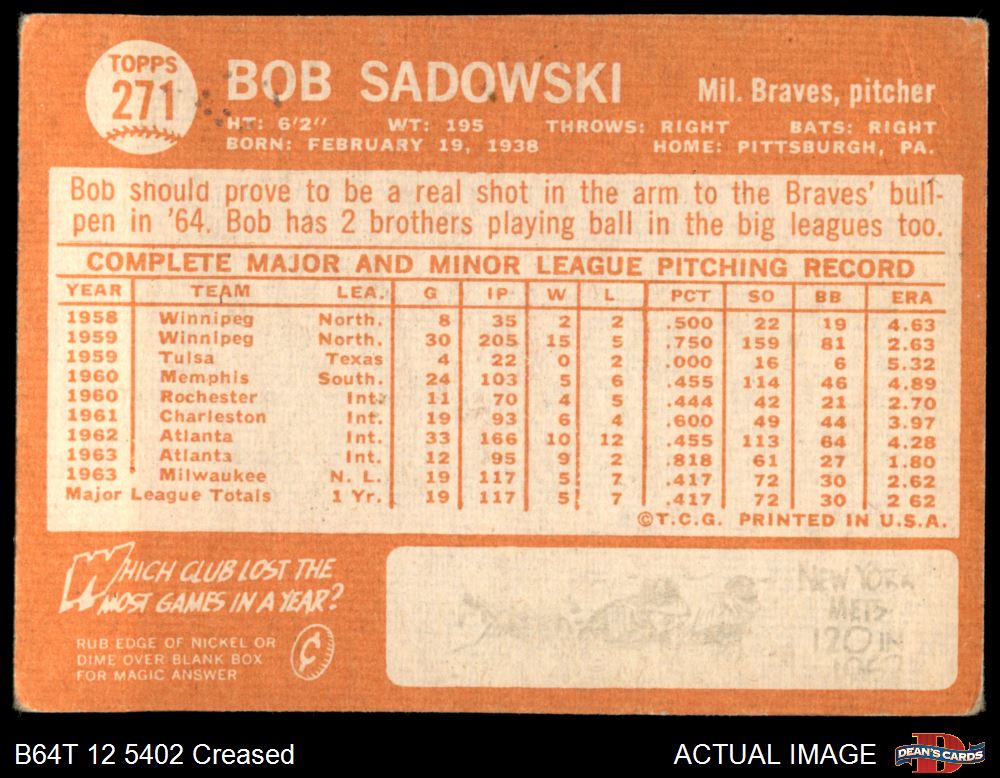 TOPPS
271
BOB SADOWSKI
Mil. Braves, pitcher
HT: 6'2" WT: 195 THROWS: RIGHT BATS: RIGHT
BORN: FEBRUARY 19, 1938 HOME: PITTSBURGH, PA.
Bob should prove to be a real shot in the arm to the Braves' bull-
pen in '64. Bob has 2 brothers playing ball in the big leagues too.
COMPLETE MAJOR AND MINOR LEAGUE PITCHING RECORD
YEAR TEAM LEA. G IP W L PCT SO BB ERA
1958 Winnipeg North. 8 35 2 2 .500 22 19 4.63
1959 Winnipeg North. 30 205 15 5 .750 159 81 2.63
1959 Tulsa Texas 4 22 0 2 .000 16 6 5.32
1960 Memphis South. 24 103 5 6 .455 114 46 4.89
1960 Rochester Int. 11 70 4 5 .444 42 21 2.70
1961 Charleston Int. 19 93 6 4 .600 49 44 3.97
1962 Atlanta Int. 33 166 10 12 .455 113 64 4.28
1963 Atlanta Int. 12 95 9 2 .818 61 27 1.80
1963 Milwaukee N. L. 19 117 5 7 .417 72 30 2.62
Major League Totals 1 Yr. 19 117 5 7 .417 72 30 2 62
©T.C.G. PRINTED IN U.S.A.
WHICH CLUB LOST THE
MOST GAMES IN A YEAR?
RUB EDGE OF NICKEL OR
DIME OVER BLANK BOX
FOR MAGIC ANSWER
NEW YORK
METS
120 IN
1962
B64T 12 5402 Creased
ACTUAL IMAGE
DEAN'S CARDS